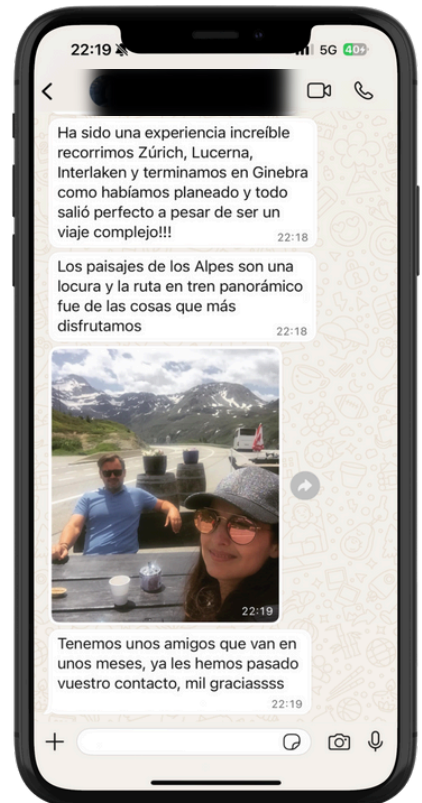 22:19
5G 40+
Ha sido una experiencia increíble
recorrimos Zúrich, Lucerna,
Interlaken y terminamos en Ginebra
como habíamos planeado y todo
salió perfecto a pesar de ser un
viaje complejo!!!
22:18
Los paisajes de los Alpes son una
locura y la ruta en tren panorámico
fue de las cosas que más
disfrutamos
22:18
22:19
Tenemos unos amigos que van en
unos meses, ya les hemos pasado
vuestro contacto, mil graciassss
22:19